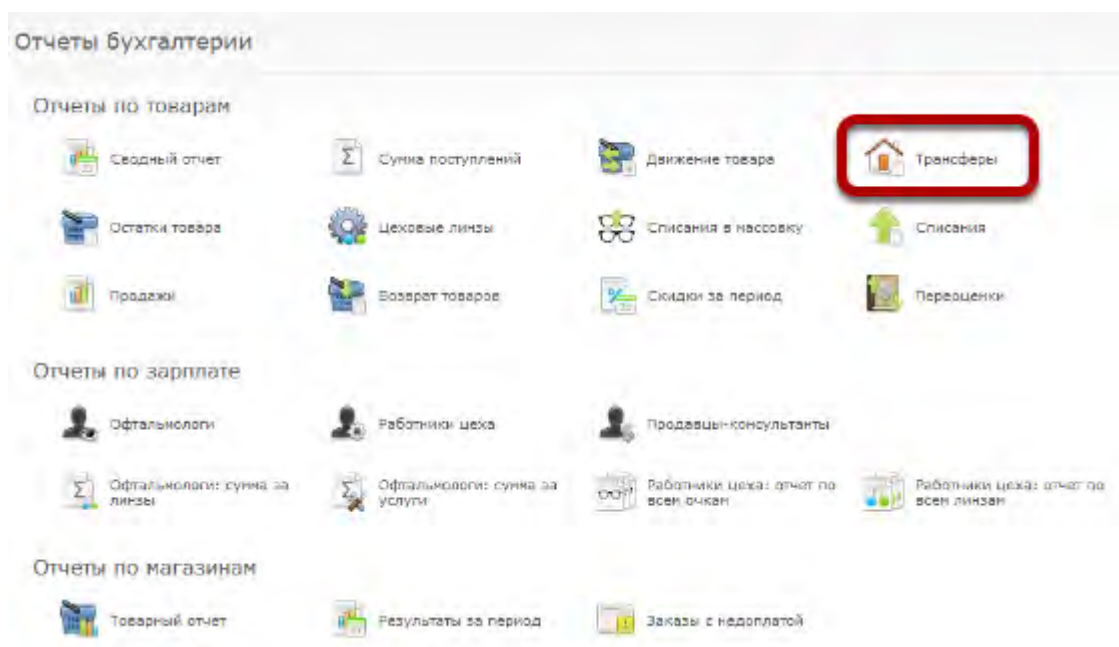 Отчеты бухгалтерии
Отчеты по товарам
Сводный отчет
Сумма поступлений
Движение товара
Трансферы
Остатки товара
Цеховые линзы
Списания в массовку
Списания
Продажи
Возврат товаров
Скидки за период
Переоценки
Отчеты по зарплате
Офтальмологи
Работники цеха
Продавцы-консультанты
Офтальмологи: сумма за
линзы
Офтальмологи: сумма за
услуги
Работники цеха: отчет по
всем очкам
Работники цеха: отчет по
всем линзам
Отчеты по магазинам
Товарный отчет
Результаты за период
Заказы с недоплатой